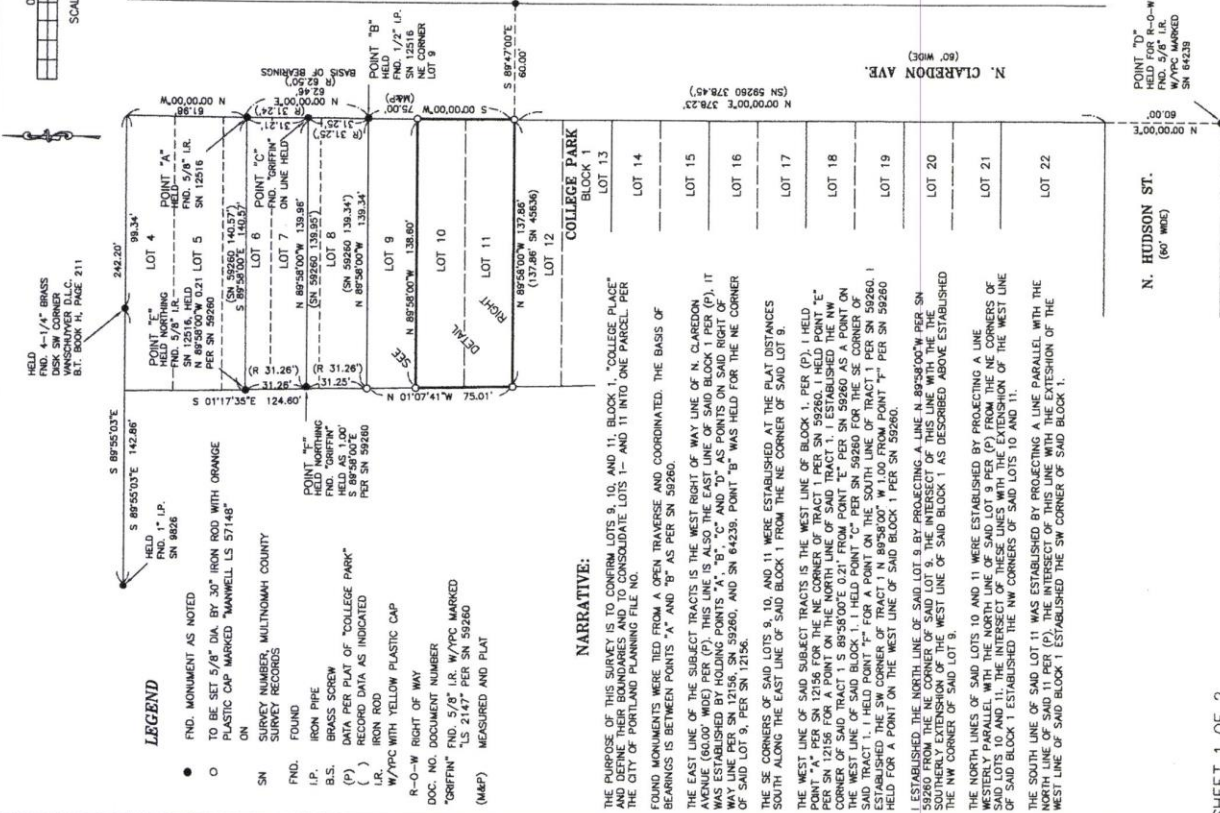 SCAL
HELD
FND. 4-1/4" BRASS
DISK SW CORNER
VANSCHUYVER D.L.C.
B.T. BOOK H, PAGE 211
242.20'
99.34'
S 89'55'03"E
142.86'
S 89'55'03"E
HELD
FND. 1" I.P.
SN 9826
POINT "E"
HELD NORTHING
FND. 5/8" I.R.
SN 12516, HELD
N 89'58'00"W 0.21
PER SN 59260
LOT 4
LOT 5
POINT "A"
HELD
FND. 5/8" I.R.
SN 12516
N 00'00'00"W
61.98
(SN 59260 140.57')
S 89'58'00"E 140.57
LOT 6
POINT "C"
FND. "GRIFFIN"
ON LINE HELD
LOT 7
N 89'58'00"W 139.96'
(SN 59260 139.95')
LOT 8
(SN 59260 139.34')
N 89'58'00"W 139.34'
S 01'17'35"E 124.60'
(R 31.26')
31.26'
(R 31.26')
31.25'
(R 31.24')
31.21'
31.25'
(R 31.25')
N 00'00'00"E
62.46'
(R 62.50')
BASIS OF BEARINGS
POINT "B"
HELD
FND. 1/2" I.P.
SN 12516
NE CORNER
LOT 9
POINT "F"
HELD NORTHING
FND. "GRIFFIN"
HELD AS 1.00'
S 89'58'00"E
PER SN 59260
LOT 9
N 89'58'00"W 138.60'
LOT 10
LOT 11
SEE
DETAIL
RIGHT
N 01'07'41"W 75.01'
S 00'00'00"W 75.00'
(M&P)
N 89'58'00"W 137.86'
(137.86' SN 45636)
S 89'47'00"E
60.00'
LOT 12
COLLEGE PARK
BLOCK 1
LOT 13
LOT 14
LOT 15
LOT 16
LOT 17
LOT 18
LOT 19
LOT 20
LOT 21
LOT 22
N 00'00'00"E 378.23'
(SN 59260 378.45')
N. CLAREDON AVE.
(60' WIDE)
N 00'00'00"E
60.00'
N. HUDSON ST.
(60' WIDE)
POINT "D"
HELD FOR R-O-W
FND. 5/8" I.R.
W/YPC MARKED
SN 64239
LEGEND
FND. MONUMENT AS NOTED
TO BE SET 5/8" DIA. BY 30" IRON ROD WITH ORANGE
PLASTIC CAP MARKED "MANWELL LS 57148"
ON
SN SURVEY NUMBER, MULTNOMAH COUNTY
SURVEY RECORDS
FND. FOUND
I.P. IRON PIPE
B.S. BRASS SCREW
(P) DATA PER PLAT OF "COLLEGE PARK"
( ) RECORD DATA AS INDICATED
I.R. IRON ROD
W/YPC WITH YELLOW PLASTIC CAP
R-O-W RIGHT OF WAY
DOC. NO. DOCUMENT NUMBER
"GRIFFIN" FND. 5/8" I.R. W/YPC MARKED
"LS 2147" PER SN 59260
(M&P) MEASURED AND PLAT
NARRATIVE:
THE PURPOSE OF THIS SURVEY IS TO CONFIRM LOTS 9, 10, AND 11, BLOCK 1, "COLLEGE PLACE"
AND DEFINE THEIR BOUNDARIES AND TO CONSOLIDATE LOTS 1- AND 11 INTO ONE PARCEL. PER
THE CITY OF PORTLAND PLANNING FILE NO.
FOUND MONUMENTS WERE TIED FROM A OPEN TRAVERSE AND COORDINATED. THE BASIS OF
BEARINGS IS BETWEEN POINTS "A" AND "B" AS PER SN 59260.
THE EAST LINE OF THE SUBJECT TRACTS IS THE WEST RIGHT OF WAY LINE OF N. CLAREDON
AVENUE (60.00' WIDE) PER (P). THIS LINE IS ALSO THE EAST LINE OF SAID BLOCK 1 PER (P). IT
WAS ESTABLISHED BY HOLDING POINTS "A", "B", "C" AND "D" AS POINTS ON SAID RIGHT OF
WAY LINE PER SN 12156, SN 59260, AND SN 64239. POINT "B" WAS HELD FOR THE NE CORNER
OF SAID LOT 9, PER SN 12156.
THE SE CORNERS OF SAID LOTS 9, 10, AND 11 WERE ESTABLISHED AT THE PLAT DISTANCES
SOUTH ALONG THE EAST LINE OF SAID BLOCK 1 FROM THE NE CORNER OF SAID LOT 9.
THE WEST LINE OF SAID SUBJECT TRACTS IS THE WEST LINE OF BLOCK 1, PER (P). I HELD
POINT "A" PER SN 12156 FOR THE NE CORNER OF TRACT 1 PER SN 59260. I HELD POINT "E"
PER SN 12156 FOR A POINT ON THE NORTH LINE OF SAID TRACT 1. I ESTABLISHED THE NW
CORNER OF SAID TRACT 1 S 89'58'00"E 0.21' FROM POINT "E" PER SN 59260 AS A POINT ON
THE WEST LINE OF SAID BLOCK 1. I HELD POINT "C" PER SN 59260 FOR THE SE CORNER OF
SAID TRACT 1. I HELD POINT "F" FOR A POINT ON THE SOUTH LINE OF TRACT 1 PER SN 59260. I
ESTABLISHED THE SW CORNER OF TRACT 1 N 89'58'00" W 1.00 FROM POINT "F" PER SN 59260
HELD FOR A POINT ON THE WEST LINE OF SAID BLOCK 1 PER SN 59260.
I ESTABLISHED THE NORTH LINE OF SAID LOT 9 BY PROJECTING A LINE N 89'58'00"W PER SN
59260 FROM THE NE CORNER OF SAID LOT 9. THE INTERSECT OF THIS LINE WITH THE
SOUTHERLY EXTENSHION OF THE WEST LINE OF SAID BLOCK 1 AS DESCRIBED ABOVE ESTABLISHED
THE NW CORNER OF SAID LOT 9.
THE NORTH LINES OF SAID LOTS 10 AND 11 WERE ESTABLISHED BY PROJECTING A LINE
WESTERLY PARALLEL WITH THE NORTH LINE OF SAID LOT 9 PER (P) FROM THE NE CORNERS OF
SAID LOTS 10 AND 11. THE INTERSECT OF THESE LINES WITH THE EXTENSHION OF THE WEST LINE
OF SAID BLOCK 1 ESTABLISHED THE NW CORNERS OF SAID LOTS 10 AND 11.
THE SOUTH LINE OF SAID LOT 11 WAS ESTABLISHED BY PROJECTING A LINE PARALLEL WITH THE
NORTH LINE OF SAID 11 PER (P). THE INTERSECT OF THIS LINE WITH THE EXTESHION OF THE
WEST LINE OF SAID BLOCK 1 ESTABLISHED THE SW CORNER OF SAID BLOCK 1.
SHEET 1 OF 2